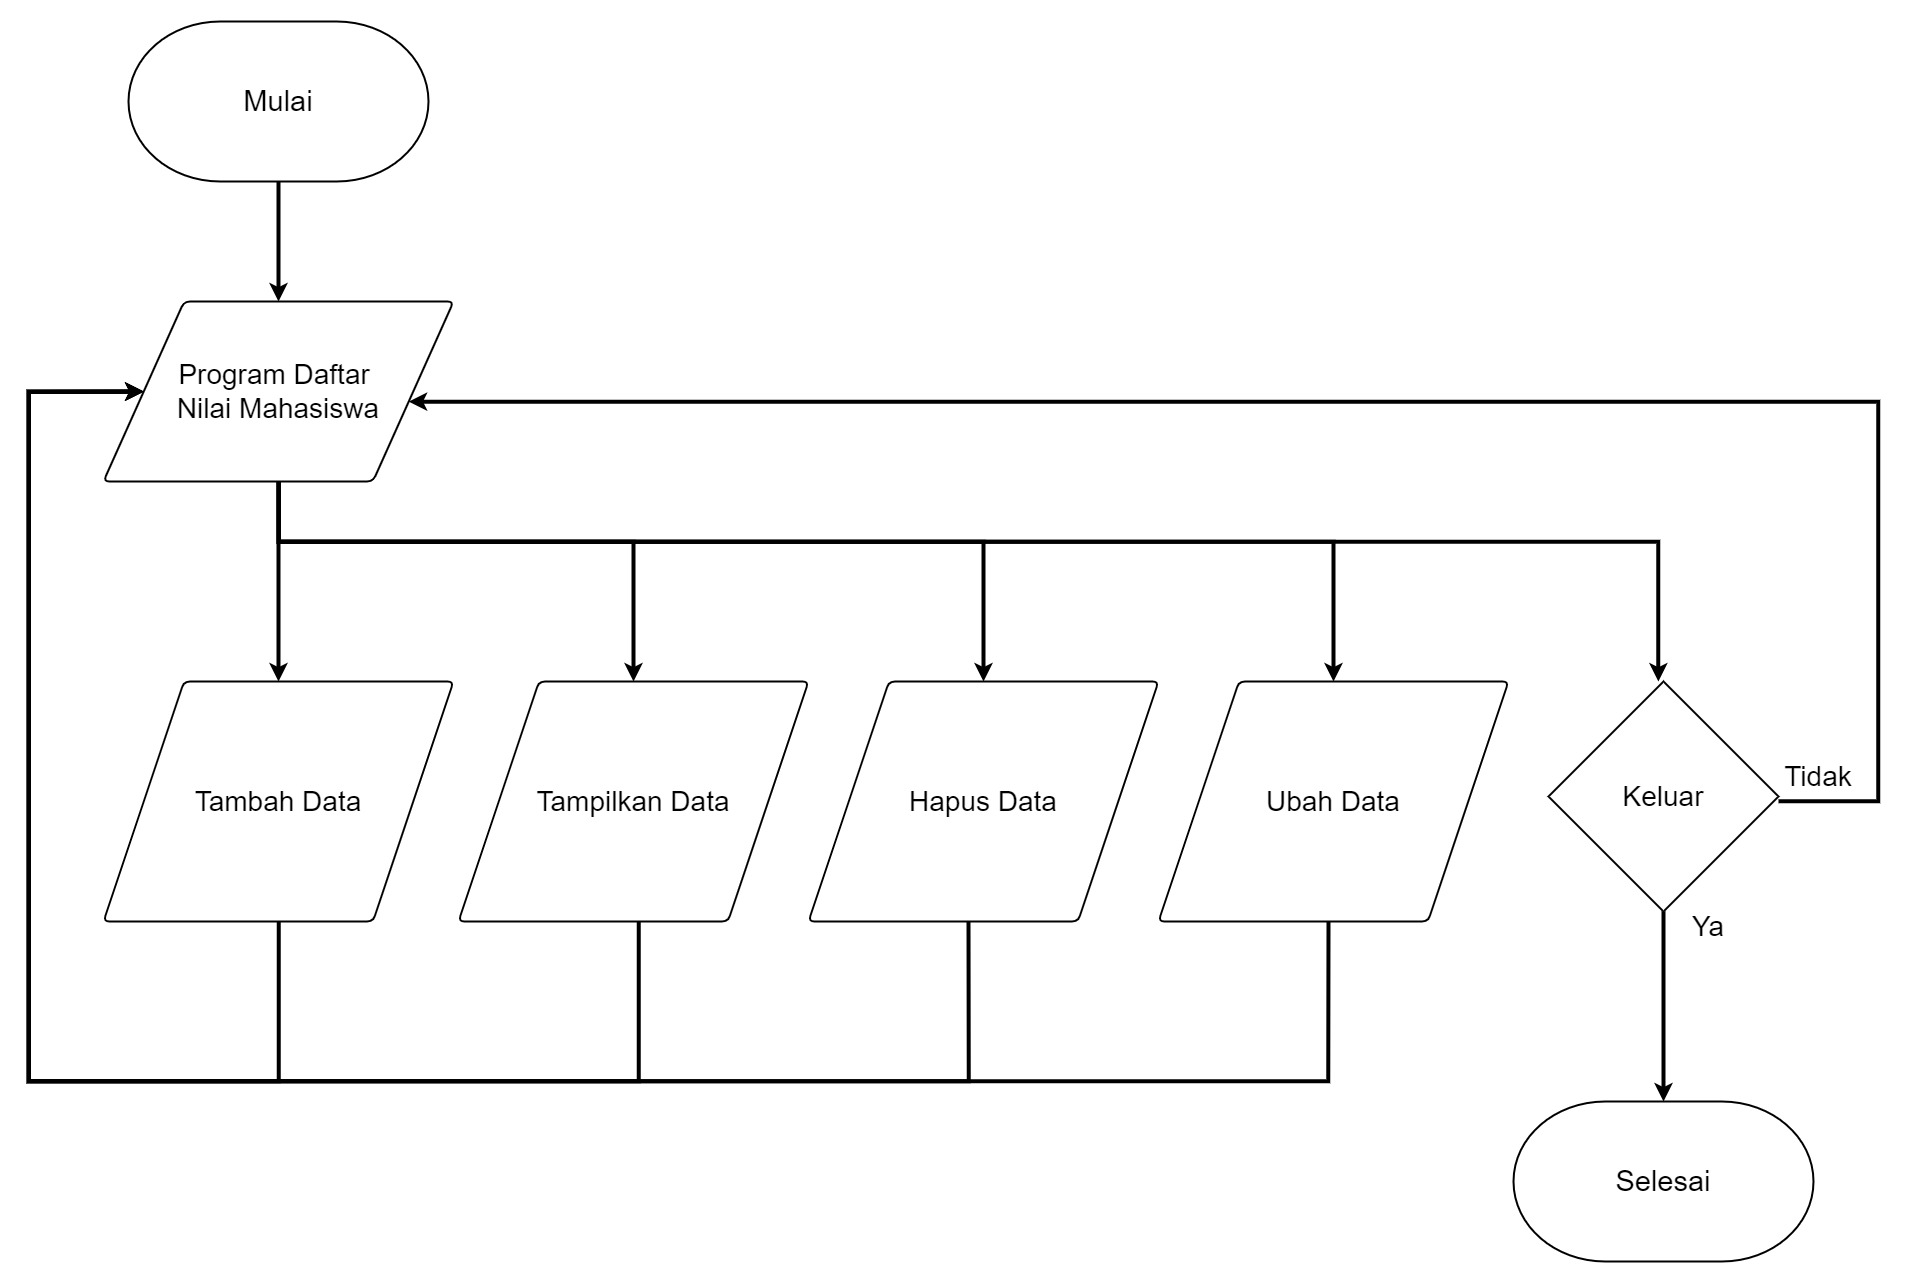 Mulai
Program Daftar
Nilai Mahasiswa
Tambah Data
Tampilkan Data
Hapus Data
Ubah Data
Keluar
Tidak
Ya
Selesai